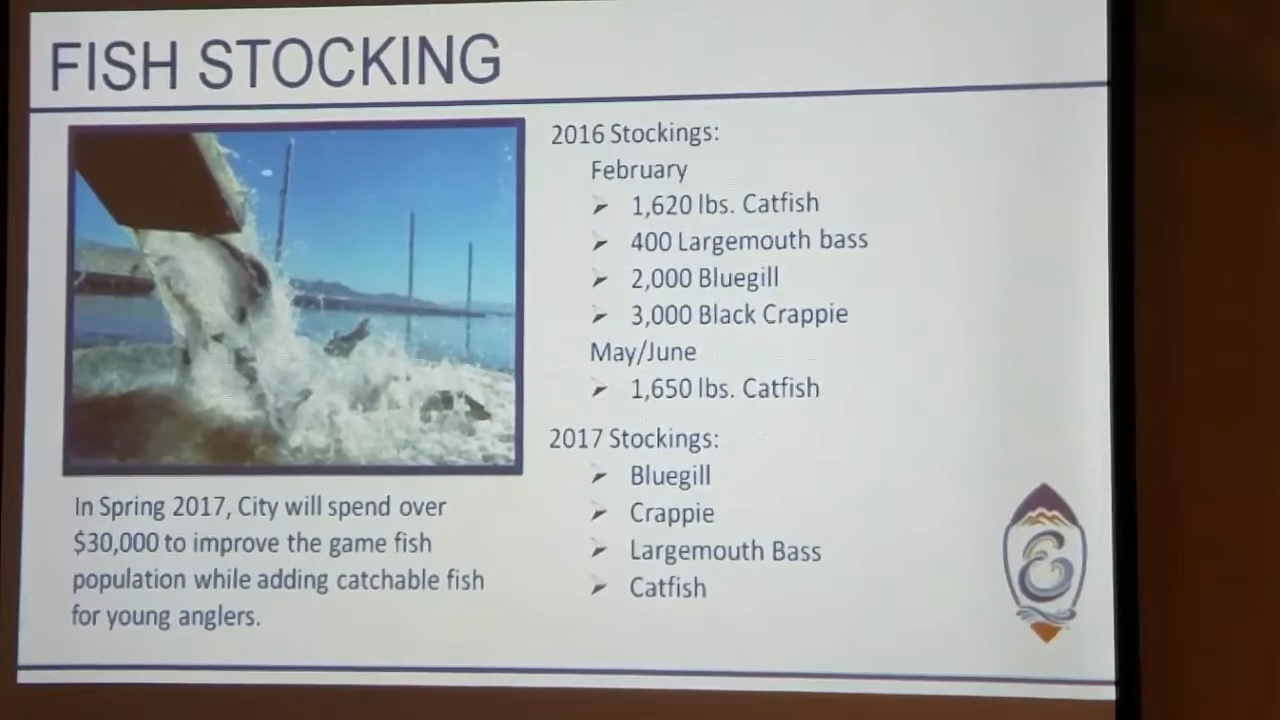 FISH STOCKING
2016 Stockings:
February
➢ 1,620 lbs. Catfish
➢ 400 Largemouth bass
➢ 2,000 Bluegill
➢ 3,000 Black Crappie
May/June
➢ 1,650 lbs. Catfish
2017 Stockings:
➢ Bluegill
➢ Crappie
➢ Largemouth Bass
➢ Catfish
In Spring 2017, City will spend over
$30,000 to improve the game fish
population while adding catchable fish
for young anglers.
E